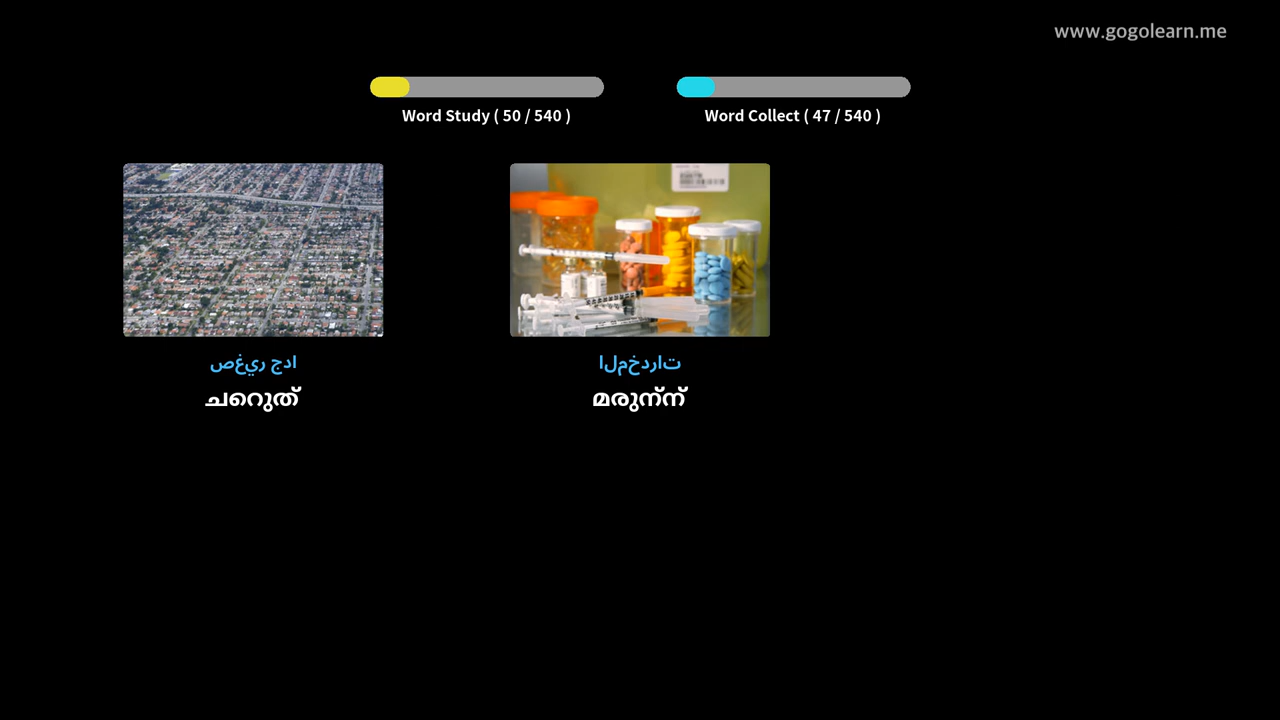 www.gogolearn.me
Word Study ( 50 / 540 )
Word Collect ( 47 / 540 )
صغير جدا
ചെറുത്
المخدرات
മരുന്ന്